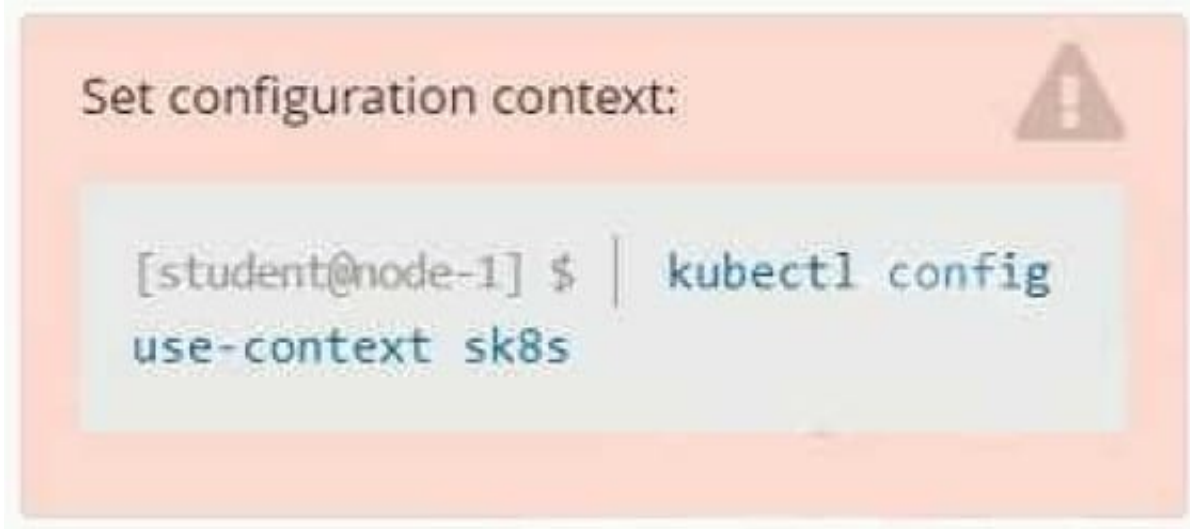 Set configuration context:
[student@node-1] $ | kubectl config
use-context sk8s